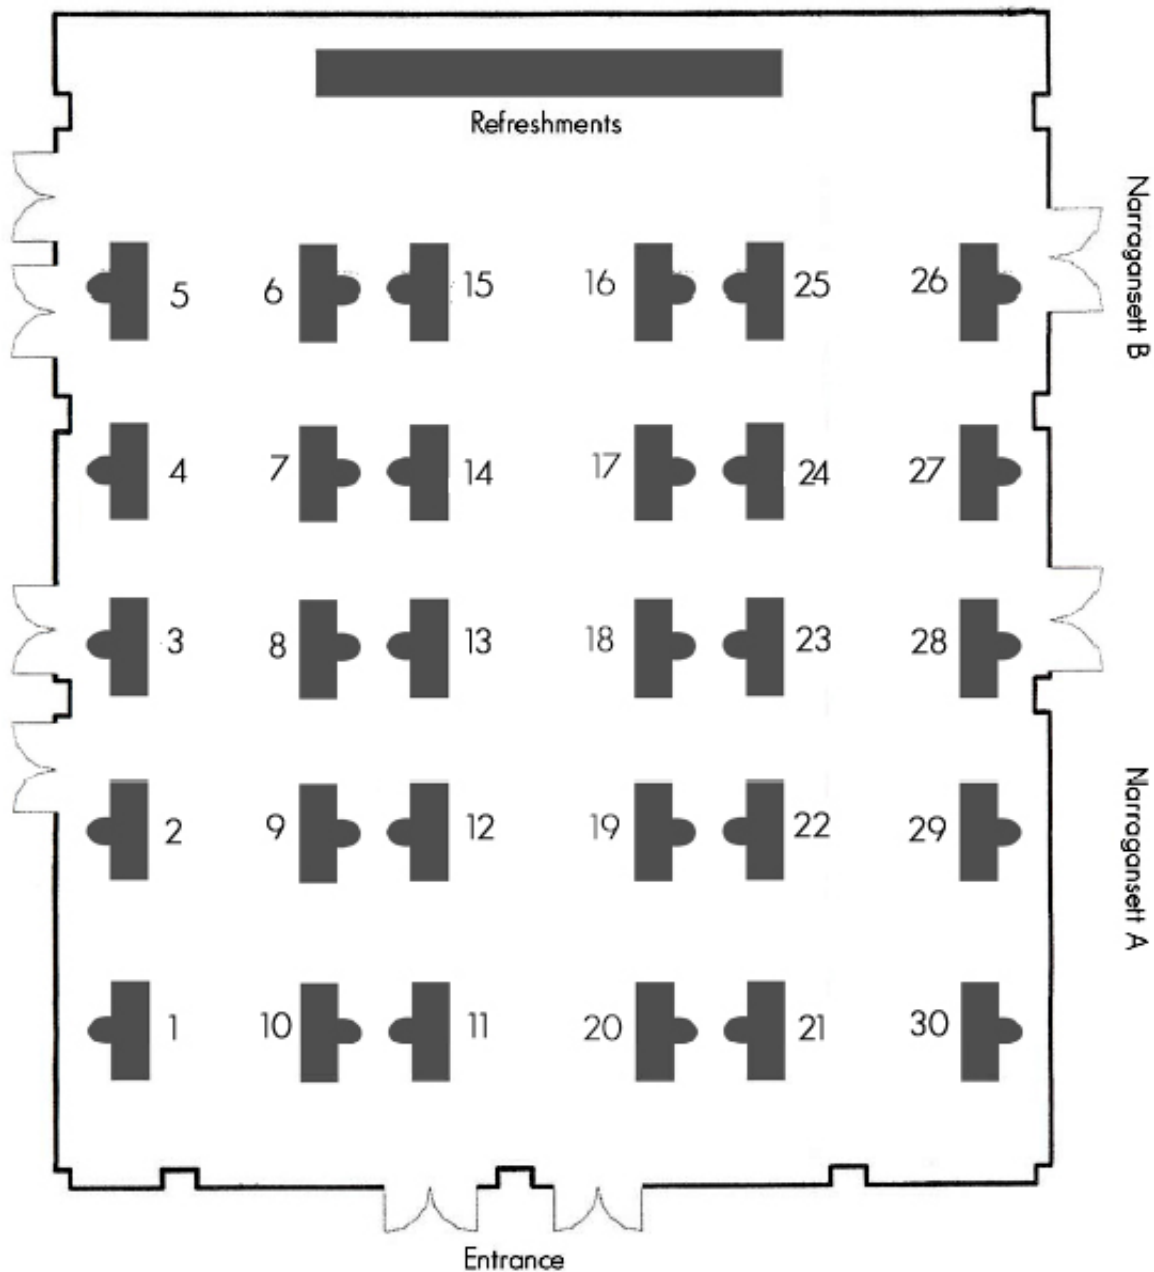 Refreshments
Narragansett B
5 6 15 16 25 26
4 7 14 17 24 27
3 8 13 18 23 28
2 9 12 19 22 29
Narragansett A
1 10 11 20 21 30
Entrance